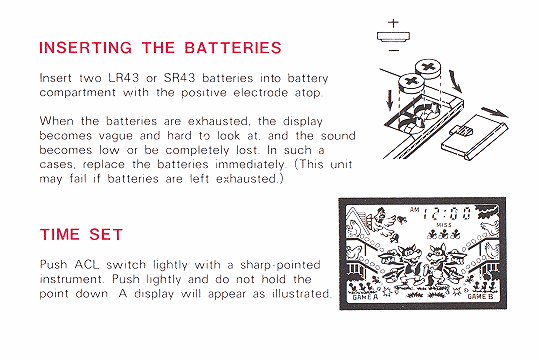 INSERTING THE BATTERIES
Insert two LR43 or SR43 batteries into battery
compartment with the positive electrode atop.
When the batteries are exhausted, the display
becomes vague and hard to look at, and the sound
becomes low or be completely lost. In such a
cases, replace the batteries immediately. (This unit
may fail if batteries are left exhausted.)
+
−
TIME SET
Push ACL switch lightly with a sharp-pointed
instrument. Push lightly and do not hold the
point down. A display will appear as illustrated.
AM 12:00
MISS
GAME A GAME B